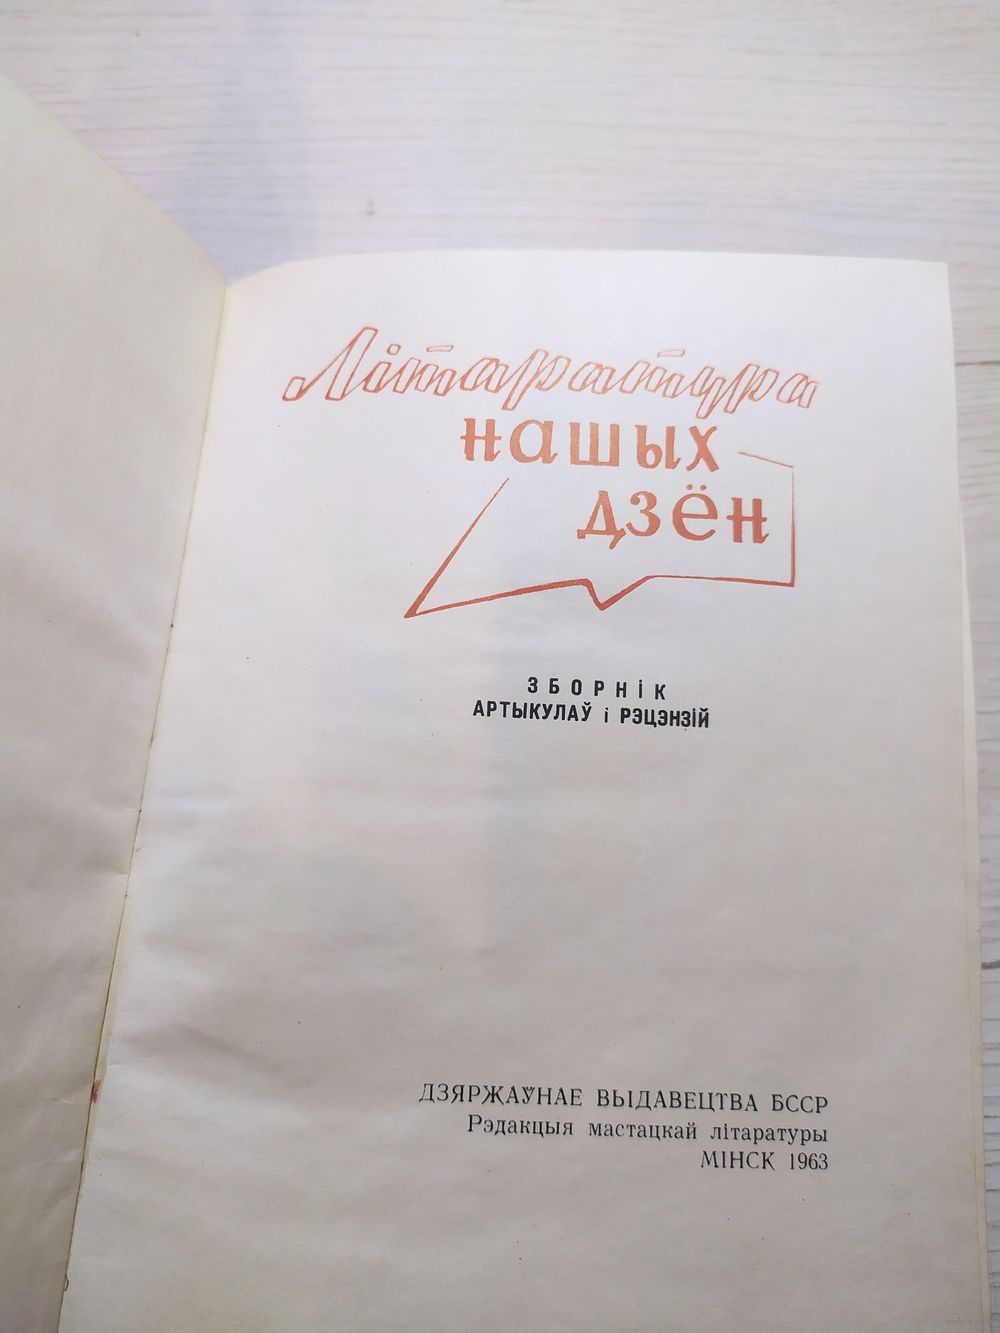 Літаратура
нашых
дзён
ЗБОРНІК
АРТЫКУЛАЎ і РЭЦЭНЗІЙ
ДЗЯРЖАЎНАЕ ВЫДАВЕЦТВА БССР
Рэдакцыя мастацкай літаратуры
МІНСК 1963